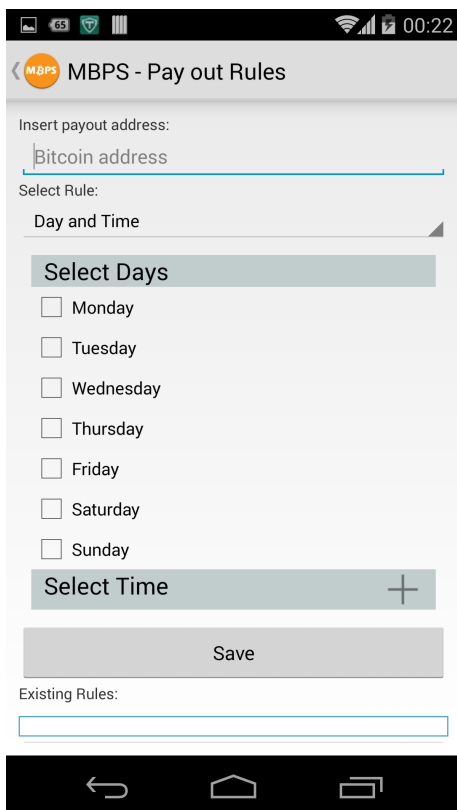 65
00:22
MBPS
MBPS - Pay out Rules
Insert payout address:
Bitcoin address
Select Rule:
Day and Time
Select Days
Monday
Tuesday
Wednesday
Thursday
Friday
Saturday
Sunday
Select Time
Save
Existing Rules: